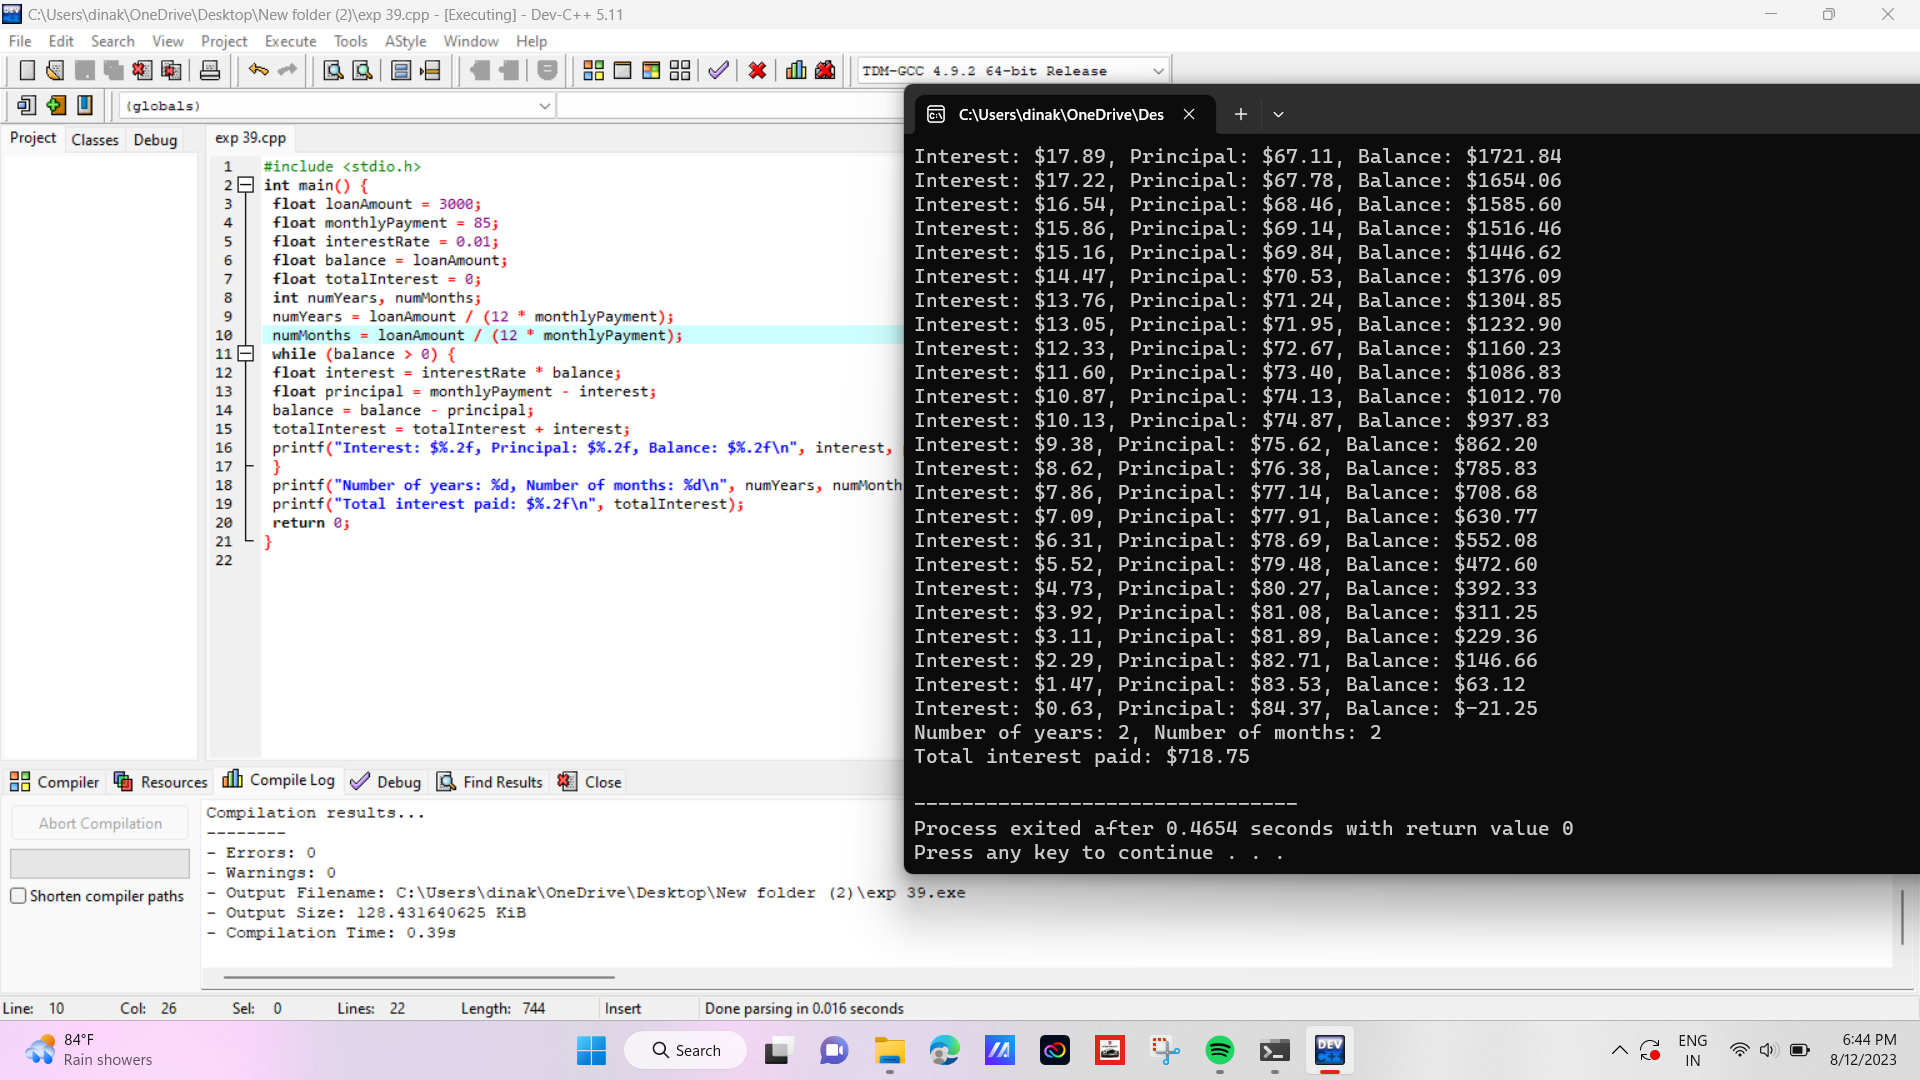 C:\Users\dinak\OneDrive\Desktop\New folder (2)\exp 39.cpp - [Executing] - Dev-C++ 5.11
File Edit Search View Project Execute Tools AStyle Window Help
TDM-GCC 4.9.2 64-bit Release
(globals)
Project Classes Debug
exp 39.cpp
1 #include <stdio.h>
2 int main() {
3 float loanAmount = 3000;
4 float monthlyPayment = 85;
5 float interestRate = 0.01;
6 float balance = loanAmount;
7 float totalInterest = 0;
8 int numYears, numMonths;
9 numYears = loanAmount / (12 * monthlyPayment);
10 numMonths = loanAmount / (12 * monthlyPayment);
11 while (balance > 0) {
12 float interest = interestRate * balance;
13 float principal = monthlyPayment - interest;
14 balance = balance - principal;
15 totalInterest = totalInterest + interest;
16 printf("Interest: $%.2f, Principal: $%.2f, Balance: $%.2f\n", interest,
17 }
18 printf("Number of years: %d, Number of months: %d\n", numYears, numMonth
19 printf("Total interest paid: $%.2f\n", totalInterest);
20 return 0;
21 }
22
C:\Users\dinak\OneDrive\Des
Interest: $17.89, Principal: $67.11, Balance: $1721.84
Interest: $17.22, Principal: $67.78, Balance: $1654.06
Interest: $16.54, Principal: $68.46, Balance: $1585.60
Interest: $15.86, Principal: $69.14, Balance: $1516.46
Interest: $15.16, Principal: $69.84, Balance: $1446.62
Interest: $14.47, Principal: $70.53, Balance: $1376.09
Interest: $13.76, Principal: $71.24, Balance: $1304.85
Interest: $13.05, Principal: $71.95, Balance: $1232.90
Interest: $12.33, Principal: $72.67, Balance: $1160.23
Interest: $11.60, Principal: $73.40, Balance: $1086.83
Interest: $10.87, Principal: $74.13, Balance: $1012.70
Interest: $10.13, Principal: $74.87, Balance: $937.83
Interest: $9.38, Principal: $75.62, Balance: $862.20
Interest: $8.62, Principal: $76.38, Balance: $785.83
Interest: $7.86, Principal: $77.14, Balance: $708.68
Interest: $7.09, Principal: $77.91, Balance: $630.77
Interest: $6.31, Principal: $78.69, Balance: $552.08
Interest: $5.52, Principal: $79.48, Balance: $472.60
Interest: $4.73, Principal: $80.27, Balance: $392.33
Interest: $3.92, Principal: $81.08, Balance: $311.25
Interest: $3.11, Principal: $81.89, Balance: $229.36
Interest: $2.29, Principal: $82.71, Balance: $146.66
Interest: $1.47, Principal: $83.53, Balance: $63.12
Interest: $0.63, Principal: $84.37, Balance: $-21.25
Number of years: 2, Number of months: 2
Total interest paid: $718.75
--------------------------------
Process exited after 0.4654 seconds with return value 0
Press any key to continue . . .
Compiler Resources Compile Log Debug Find Results Close
Abort Compilation
Shorten compiler paths
Compilation results...
--------
- Errors: 0
- Warnings: 0
- Output Filename: C:\Users\dinak\OneDrive\Desktop\New folder (2)\exp 39.exe
- Output Size: 128.431640625 KiB
- Compilation Time: 0.39s
Line: 10 Col: 26 Sel: 0 Lines: 22 Length: 744 Insert Done parsing in 0.016 seconds
84°F
Rain showers
Search
DEV C++
ENG
IN
6:44 PM
8/12/2023